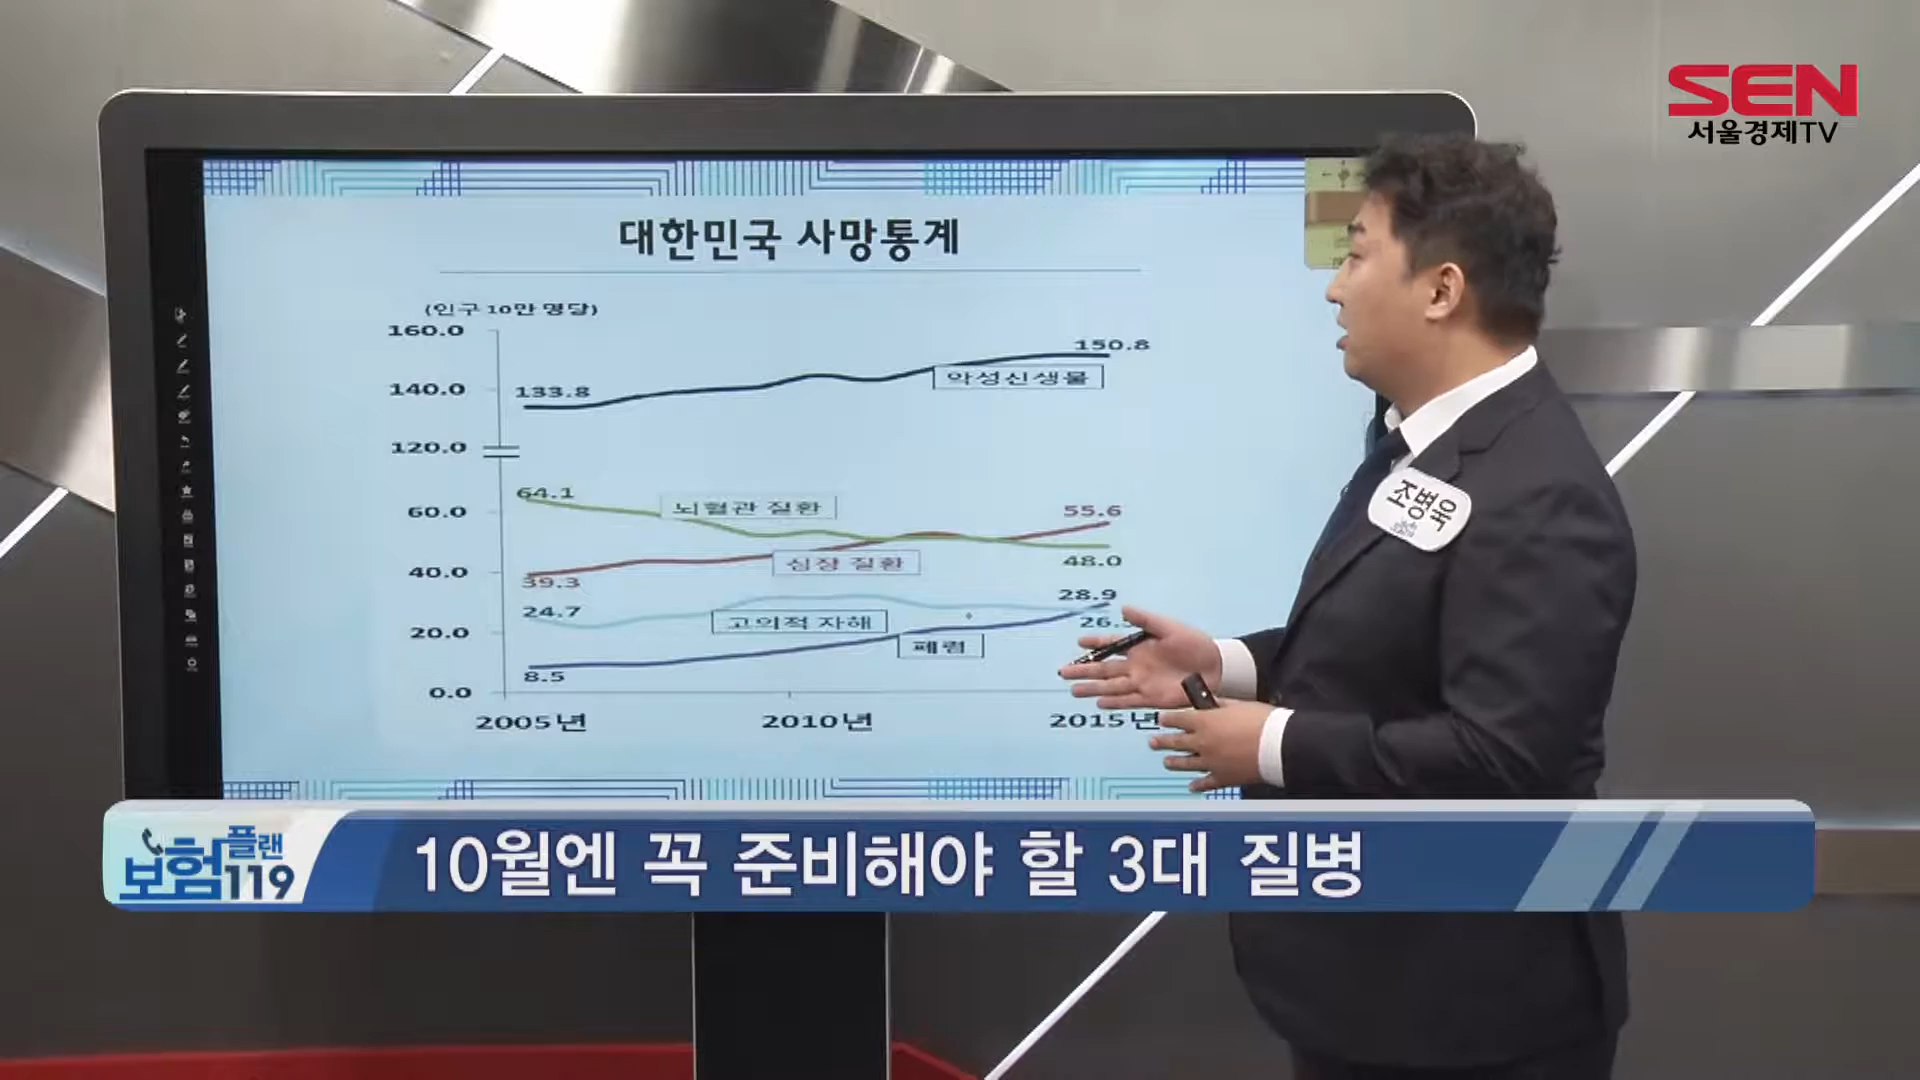 SEN
서울경제TV
대한민국 사망통계
(인구 10만 명당)
160.0
140.0
120.0
60.0
40.0
20.0
0.0
133.8
150.8
악성신생물
64.1
뇌혈관 질환
55.6
39.3
심장 질환
48.0
24.7
고의적 자해
28.9
26.
8.5
폐렴
2005년
2010년
2015년
조병욱
보험플랜119
10월엔 꼭 준비해야 할 3대 질병